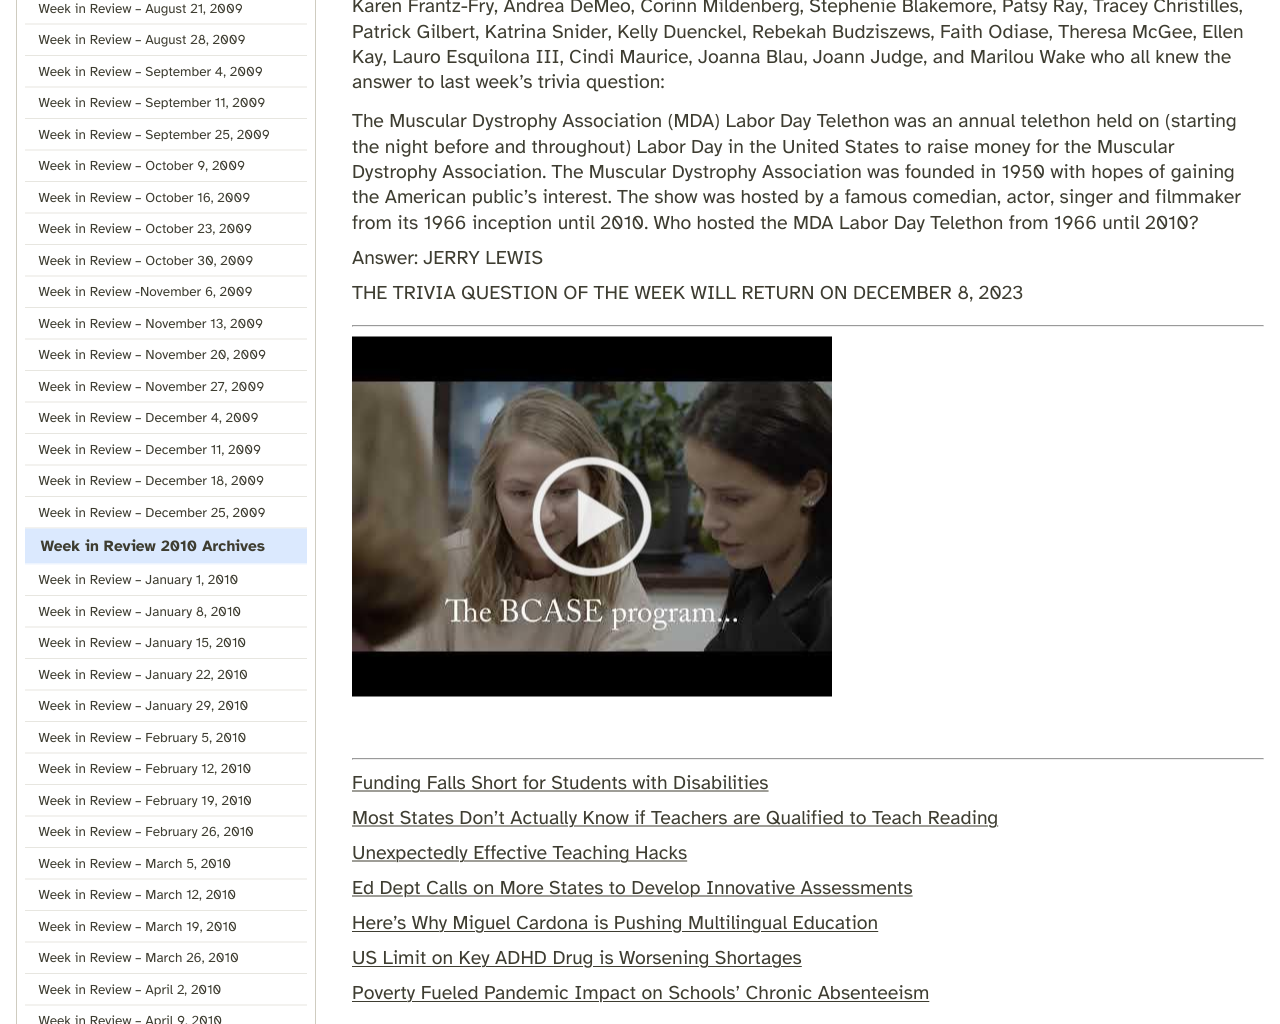 Week in Review – August 21, 2009
Week in Review – August 28, 2009
Week in Review – September 4, 2009
Week in Review – September 11, 2009
Week in Review – September 25, 2009
Week in Review – October 9, 2009
Week in Review – October 16, 2009
Week in Review – October 23, 2009
Week in Review – October 30, 2009
Week in Review -November 6, 2009
Week in Review – November 13, 2009
Week in Review – November 20, 2009
Week in Review – November 27, 2009
Week in Review – December 4, 2009
Week in Review – December 11, 2009
Week in Review – December 18, 2009
Week in Review – December 25, 2009
Week in Review 2010 Archives
Week in Review – January 1, 2010
Week in Review – January 8, 2010
Week in Review – January 15, 2010
Week in Review – January 22, 2010
Week in Review – January 29, 2010
Week in Review – February 5, 2010
Week in Review – February 12, 2010
Week in Review – February 19, 2010
Week in Review – February 26, 2010
Week in Review – March 5, 2010
Week in Review – March 12, 2010
Week in Review – March 19, 2010
Week in Review – March 26, 2010
Week in Review – April 2, 2010
Week in Review – April 9, 2010
Karen Frantz-Fry, Andrea DeMeo, Corinn Mildenberg, Stephenie Blakemore, Patsy Ray, Tracey Christilles,
Patrick Gilbert, Katrina Snider, Kelly Duenckel, Rebekah Budziszews, Faith Odiase, Theresa McGee, Ellen
Kay, Lauro Esquilona III, Cindi Maurice, Joanna Blau, Joann Judge, and Marilou Wake who all knew the
answer to last week’s trivia question:
The Muscular Dystrophy Association (MDA) Labor Day Telethon was an annual telethon held on (starting
the night before and throughout) Labor Day in the United States to raise money for the Muscular
Dystrophy Association. The Muscular Dystrophy Association was founded in 1950 with hopes of gaining
the American public’s interest. The show was hosted by a famous comedian, actor, singer and filmmaker
from its 1966 inception until 2010. Who hosted the MDA Labor Day Telethon from 1966 until 2010?
Answer: JERRY LEWIS
THE TRIVIA QUESTION OF THE WEEK WILL RETURN ON DECEMBER 8, 2023
The BCASE program...
Funding Falls Short for Students with Disabilities
Most States Don’t Actually Know if Teachers are Qualified to Teach Reading
Unexpectedly Effective Teaching Hacks
Ed Dept Calls on More States to Develop Innovative Assessments
Here’s Why Miguel Cardona is Pushing Multilingual Education
US Limit on Key ADHD Drug is Worsening Shortages
Poverty Fueled Pandemic Impact on Schools’ Chronic Absenteeism